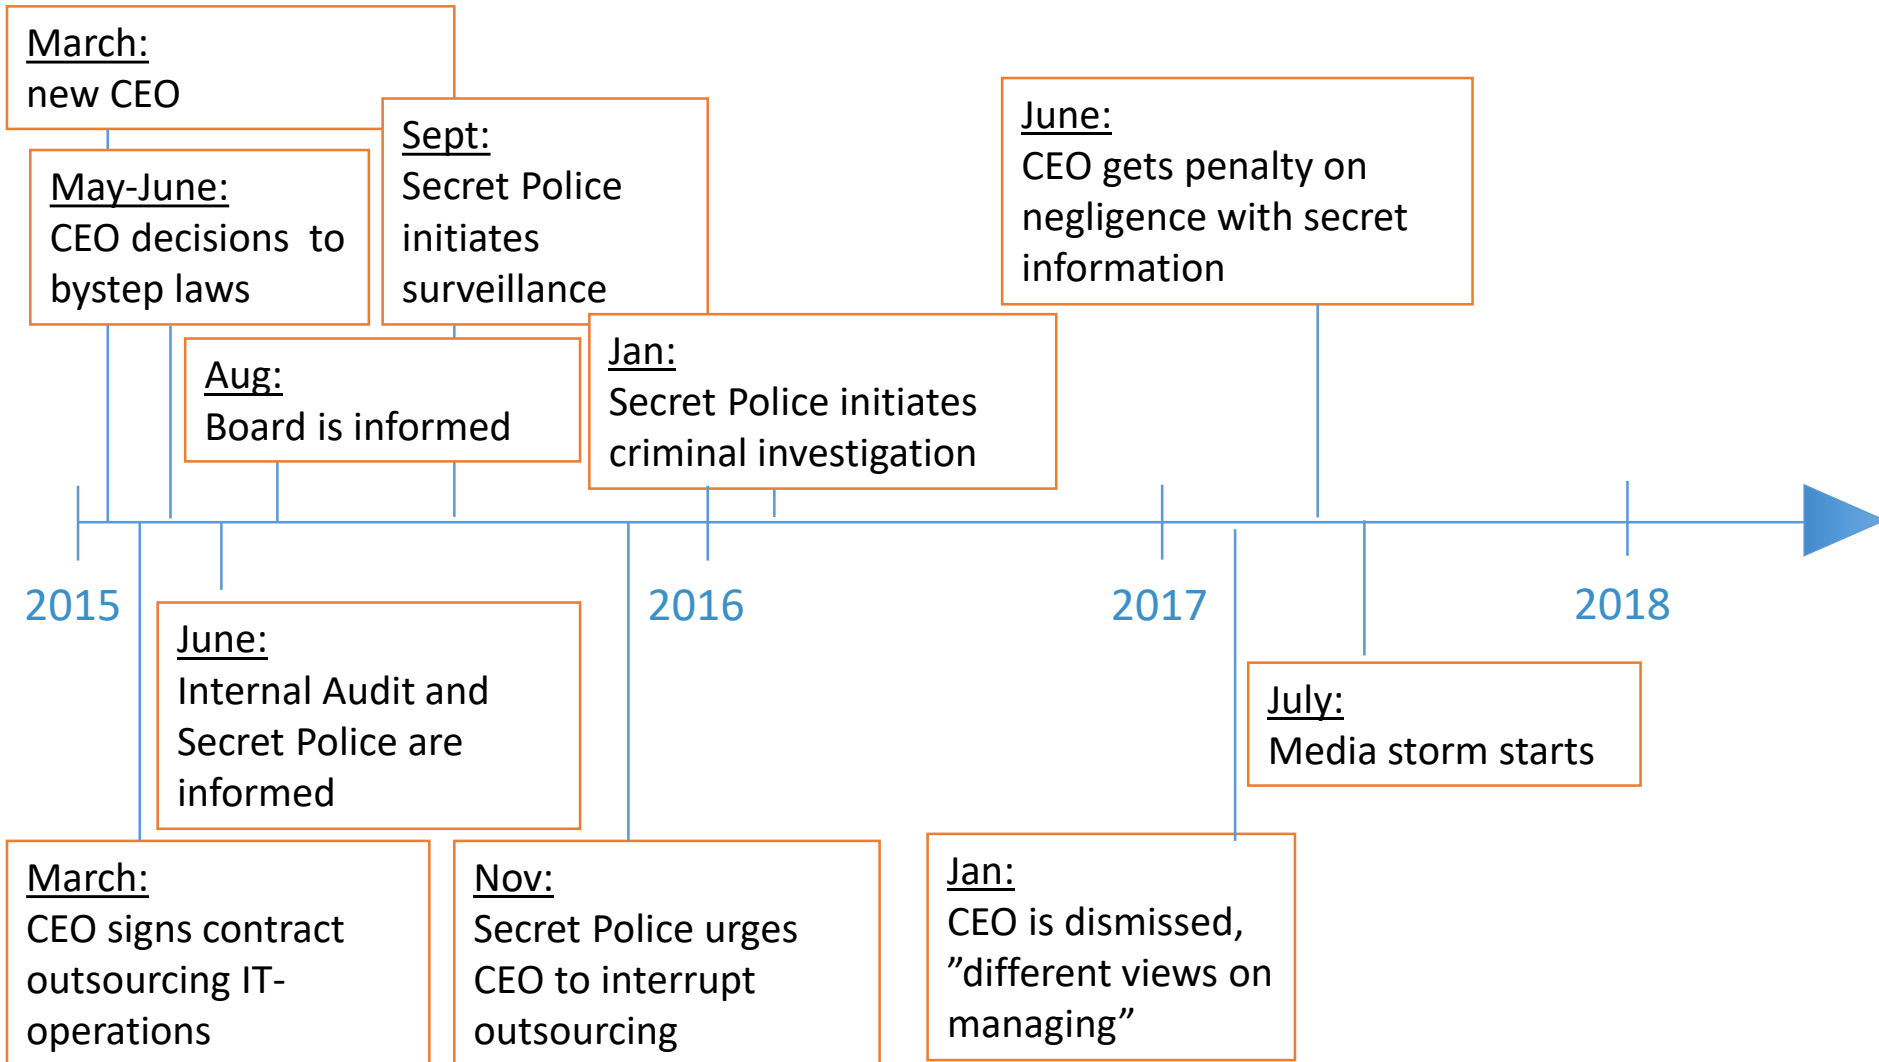 March:
new CEO
May-June:
CEO decisions  to
bystep laws
Sept:
Secret Police
initiates
surveillance
Aug:
Board is informed
Jan:
Secret Police initiates
criminal investigation
June:
CEO gets penalty on
negligence with secret
information
2015
2016
2017
2018
June:
Internal Audit and
Secret Police are
informed
July:
Media storm starts
March:
CEO signs contract
outsourcing IT-
operations
Nov:
Secret Police urges
CEO to interrupt
outsourcing
Jan:
CEO is dismissed,
”different views on
managing”